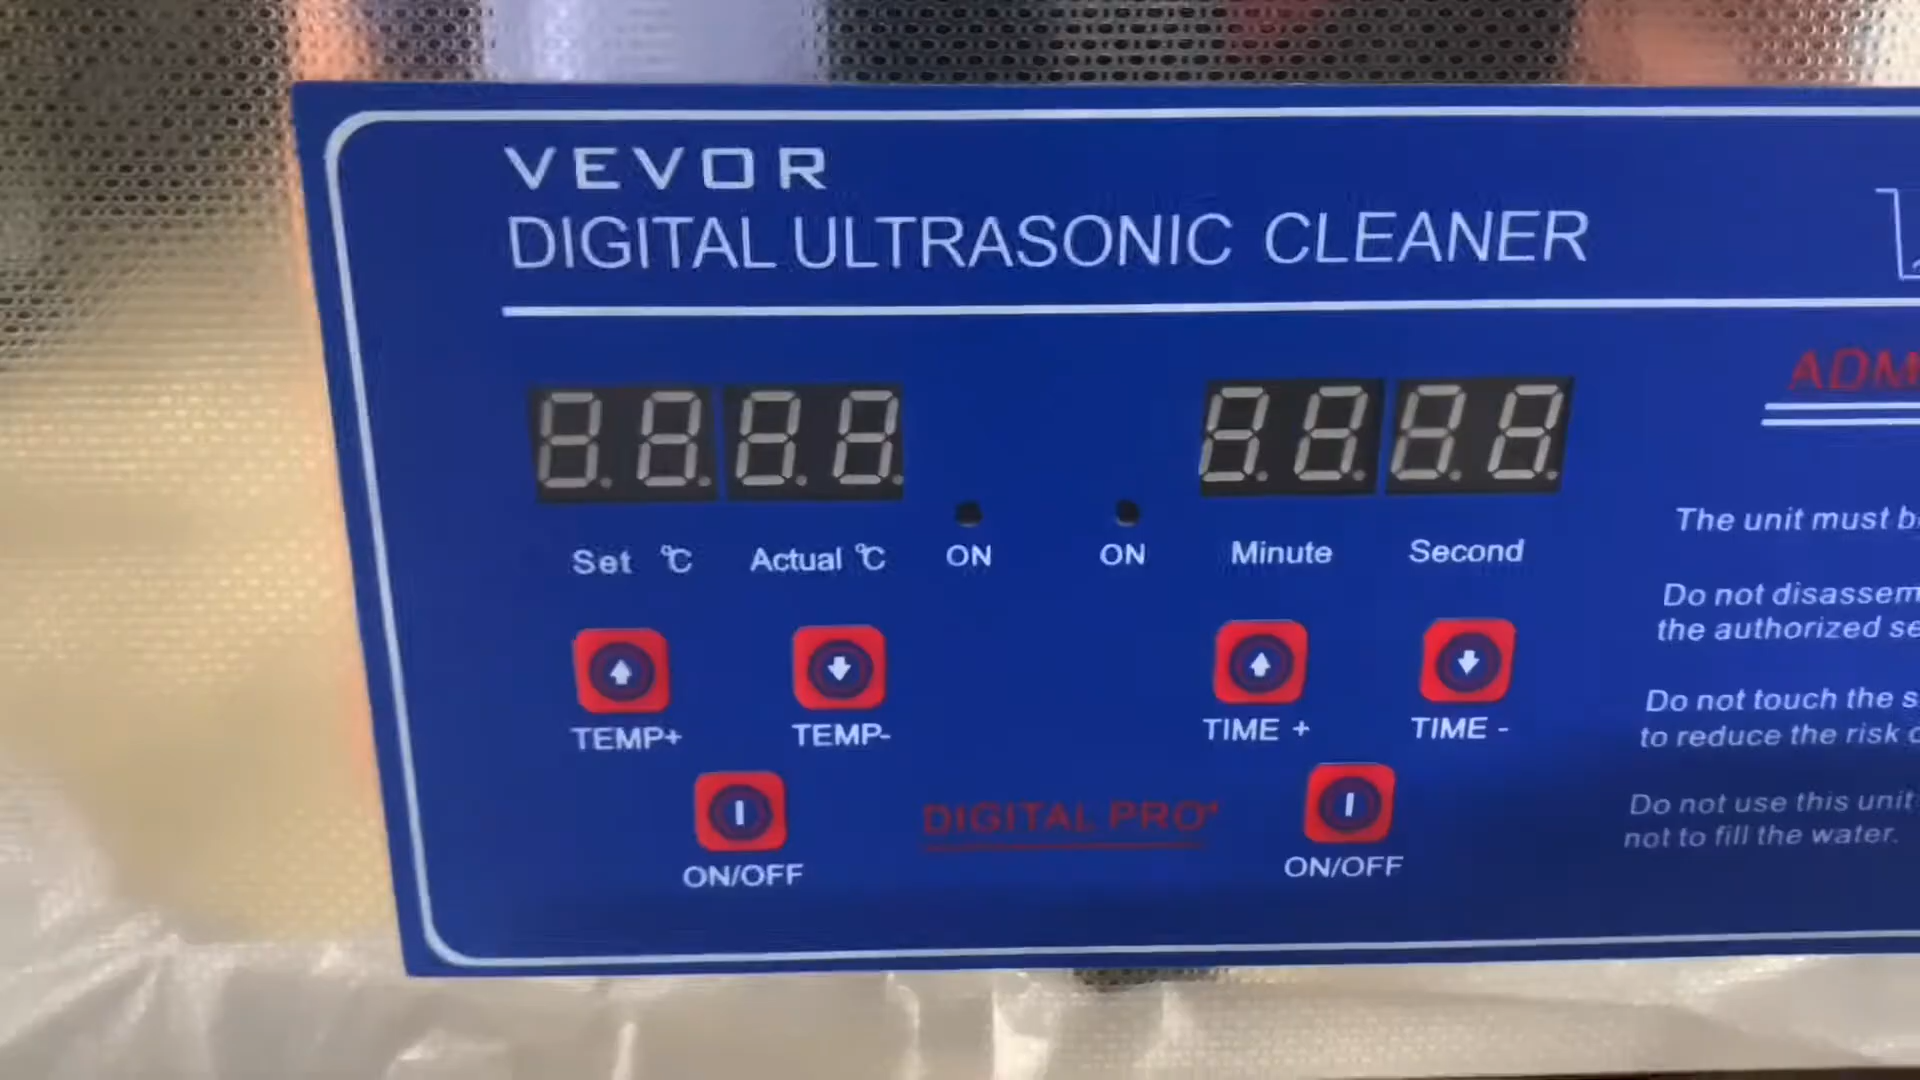 VEVOR
DIGITAL ULTRASONIC CLEANER
Set °C
Actual °C
ON
ON
Minute
Second
TEMP+
TEMP-
TIME +
TIME -
ON/OFF
DIGITAL PRO+
ON/OFF
The unit must
Do not
the authorized
Do not touch the
to reduce the risk
Do not use this unit
not to fill the water.